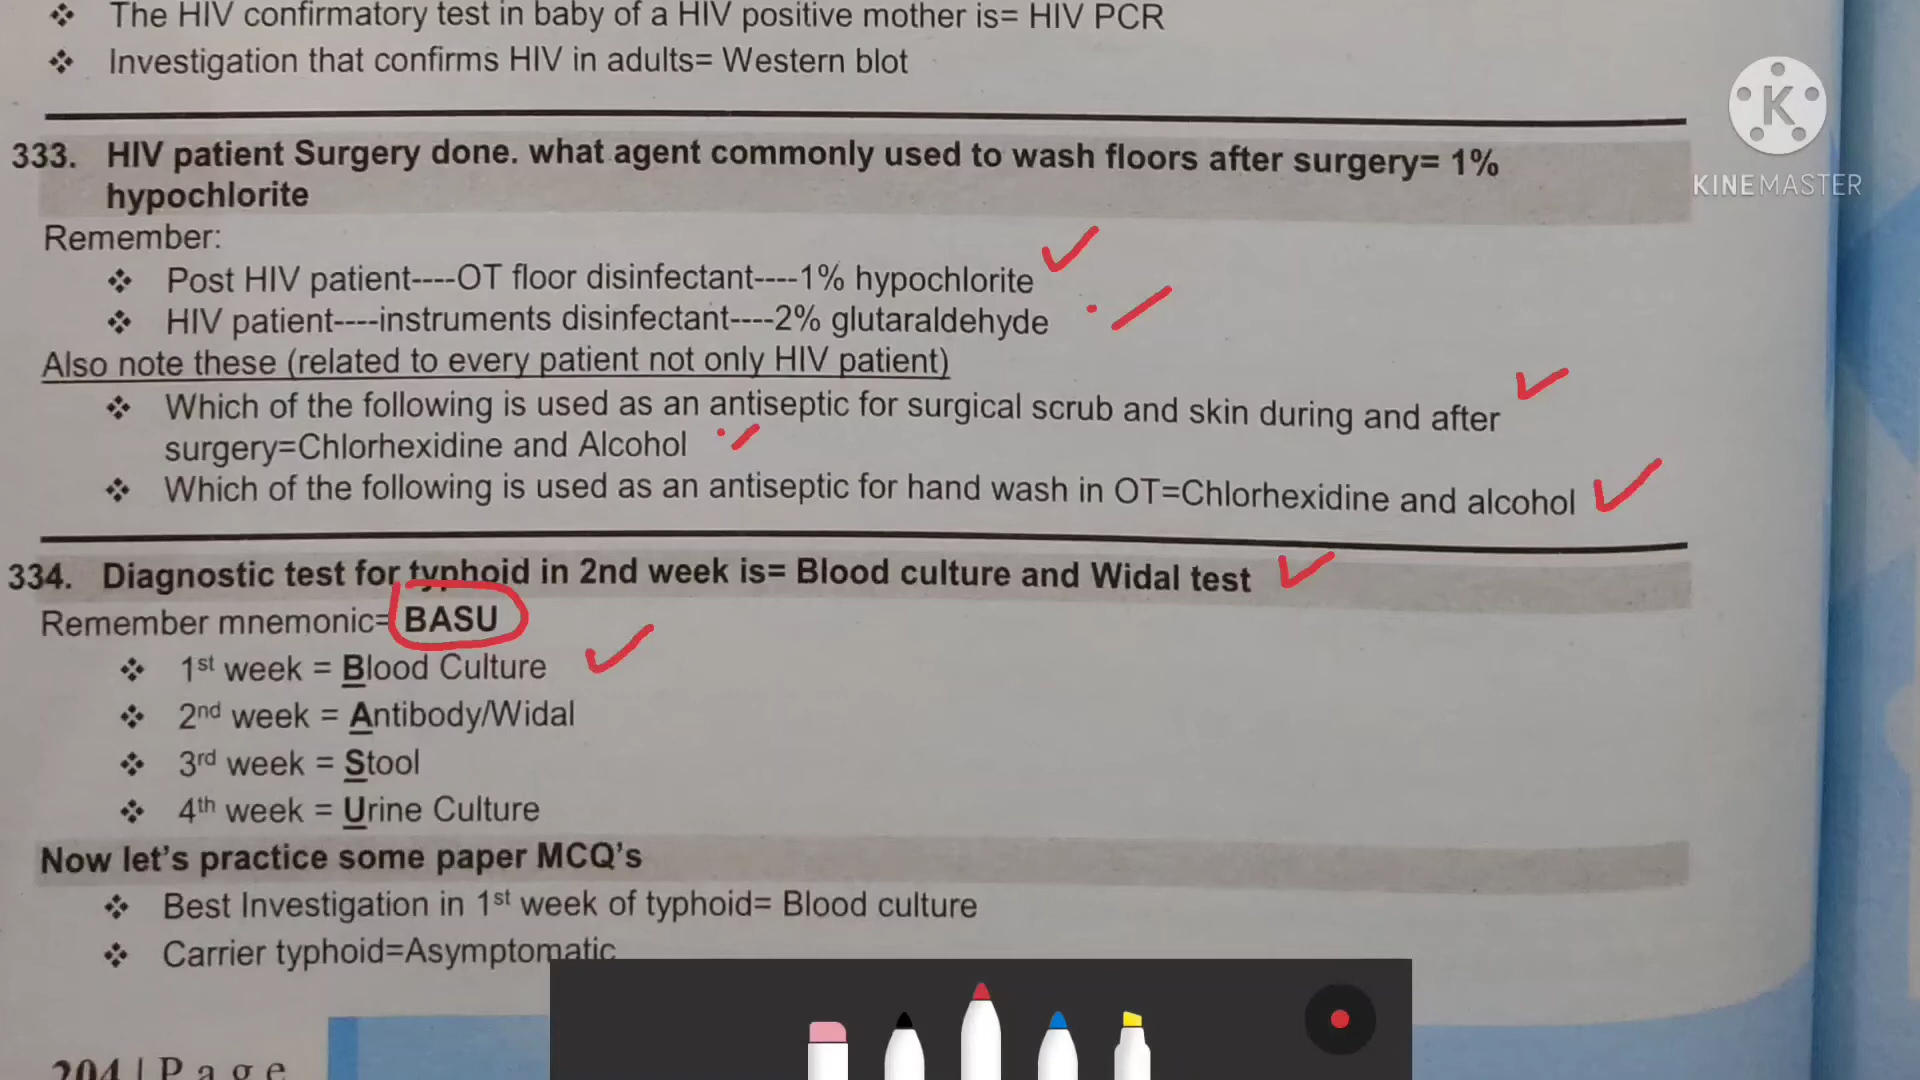 ❖ The HIV confirmatory test in baby of a HIV positive mother is= HIV PCR
❖ Investigation that confirms HIV in adults= Western blot
K
KINEMASTER
333. HIV patient Surgery done. what agent commonly used to wash floors after surgery= 1%
hypochlorite
Remember:
❖ Post HIV patient----OT floor disinfectant----1% hypochlorite
❖ HIV patient----instruments disinfectant----2% glutaraldehyde
Also note these (related to every patient not only HIV patient)
❖ Which of the following is used as an antiseptic for surgical scrub and skin during and after
surgery=Chlorhexidine and Alcohol
❖ Which of the following is used as an antiseptic for hand wash in OT=Chlorhexidine and alcohol
334. Diagnostic test for typhoid in 2nd week is= Blood culture and Widal test
Remember mnemonic= BASU
❖ 1st week = Blood Culture
❖ 2nd week = Antibody/Widal
❖ 3rd week = Stool
❖ 4th week = Urine Culture
Now let's practice some paper MCQ's
❖ Best Investigation in 1st week of typhoid= Blood culture
❖ Carrier typhoid=Asymptomatic
204 | Page